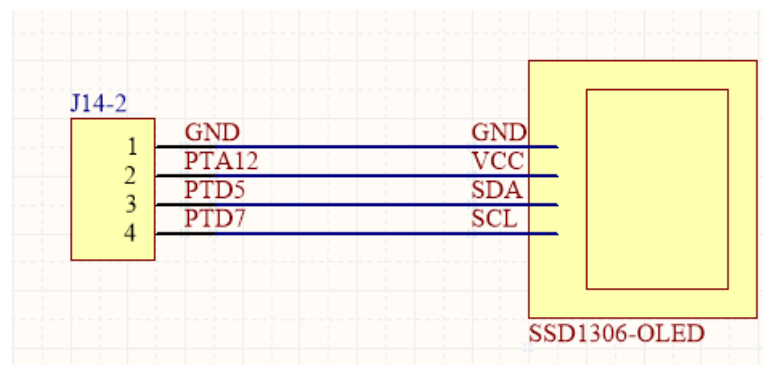 J14-2
1 GND GND
2 PTA12 VCC
3 PTD5 SDA
4 PTD7 SCL
SSD1306-OLED